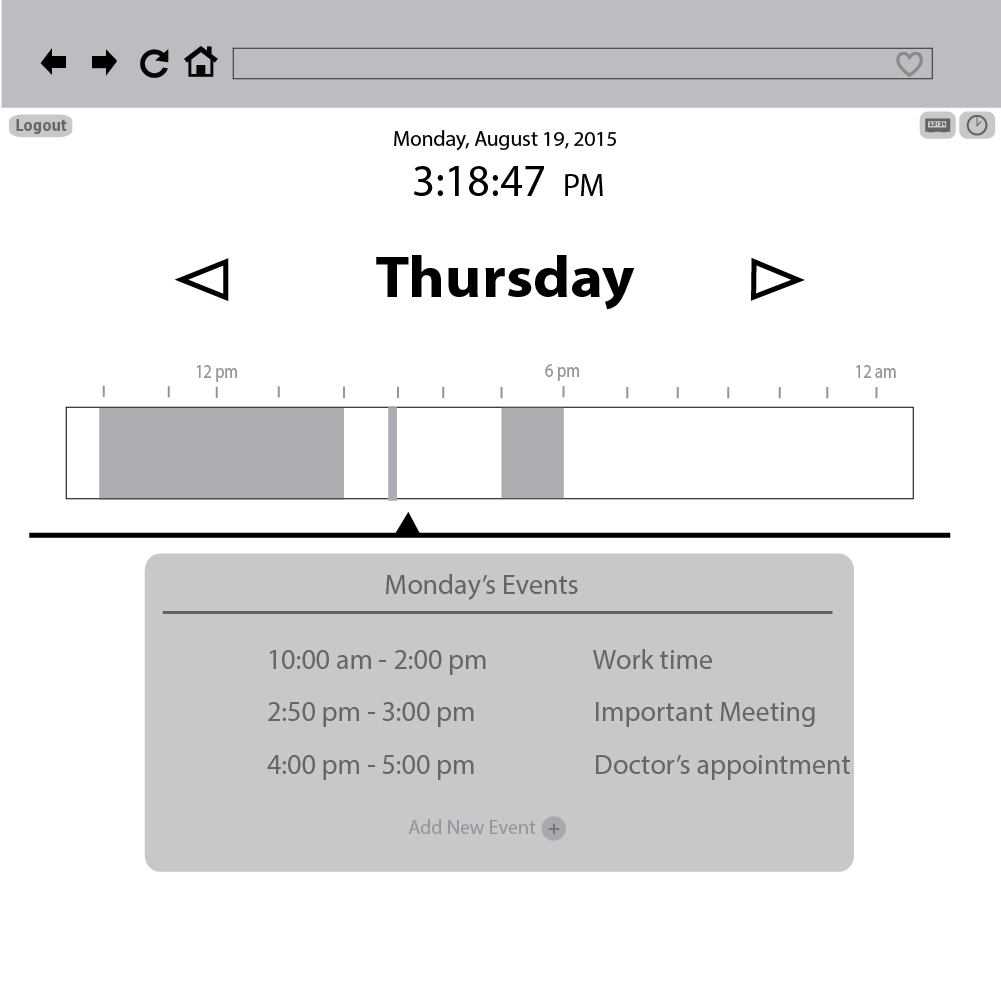 Logout
Monday, August 19, 2015
3:18:47 PM
Thursday
12 pm 6 pm 12 am
Monday’s Events
10:00 am - 2:00 pm Work time
2:50 pm - 3:00 pm Important Meeting
4:00 pm - 5:00 pm Doctor’s appointment
Add New Event +